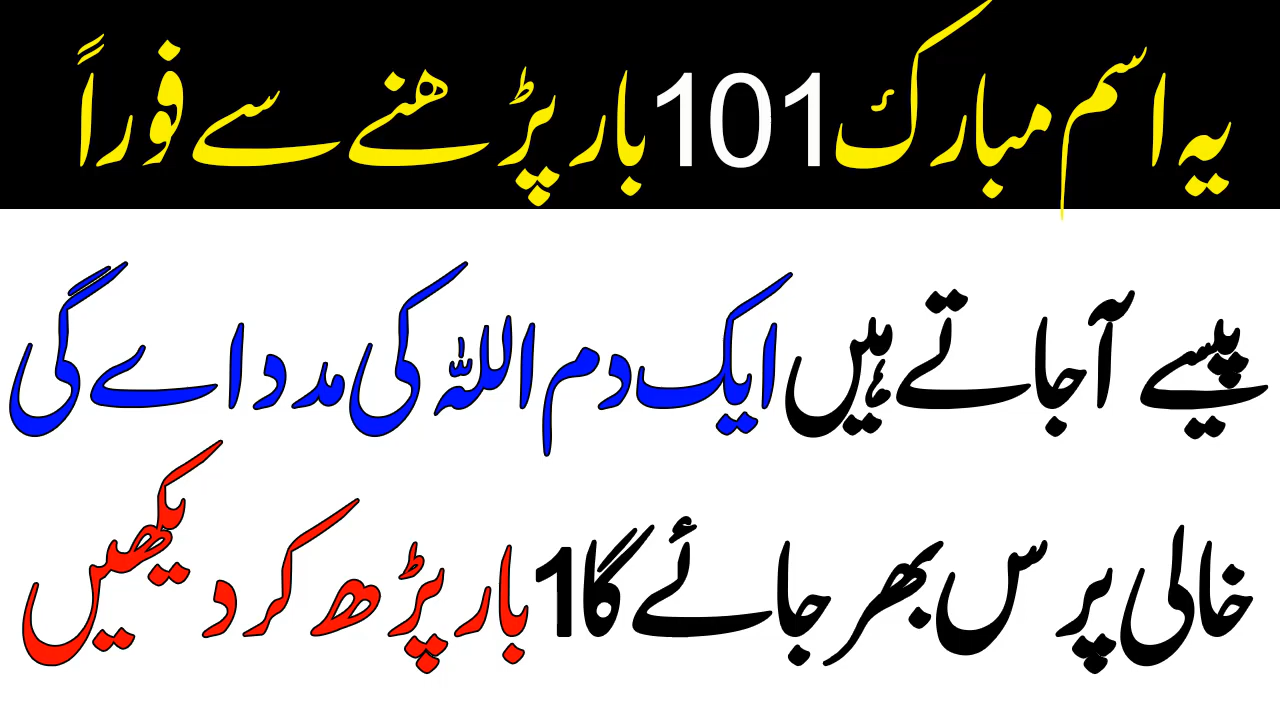 یہ اسم مبارک 101 بار پڑھنے سے فوراً
پیسے آجاتے ہیں ایک دم اللہ کی مدد اے گی
خالی پرس بھر جائے گا 1 بار پڑھ کر دیکھیں